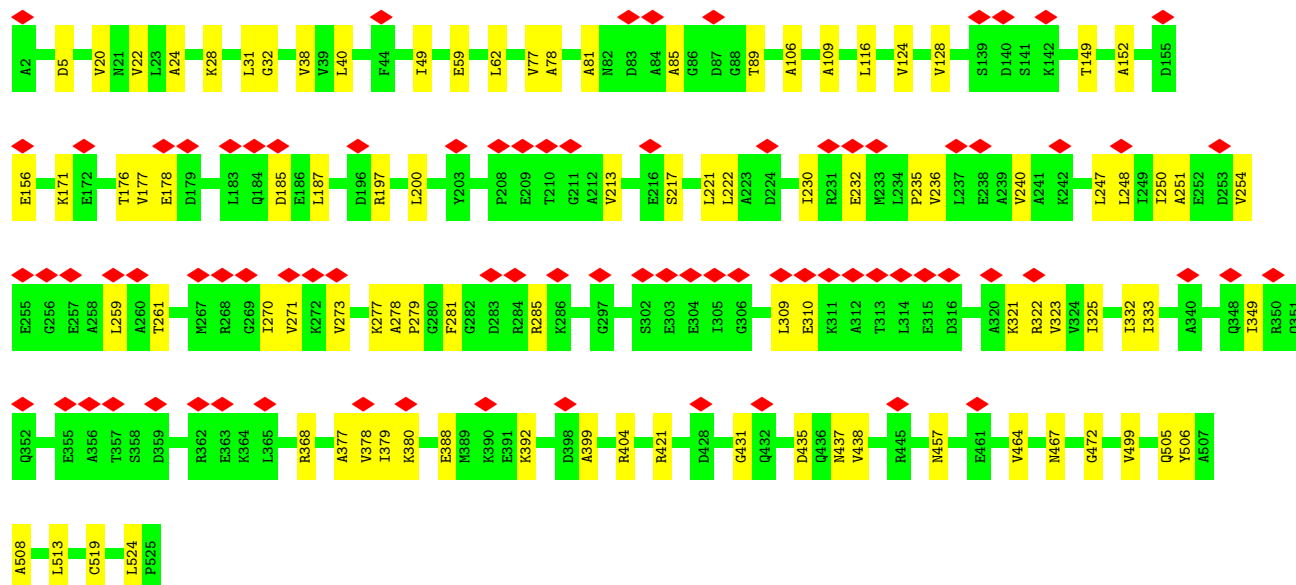 A2 D5 V20 N21 V22 L23 A24 K28 L31 G32 V38 V39 L40 F44 I49 E59 L62 V77 A78 A81 N82 D83 A84 A85 G86 D87 G88 T89 A106 A109 L116 V124 V128 S139 D140 S141 K142 T149 A152 D155
E156 K171 E172 T176 V177 E178 D179 L183 Q184 D185 E186 L187 D196 R197 L200 Y203 P208 E209 T210 G211 A212 V213 E216 S217 L221 L222 A223 D224 I230 R231 E232 M233 L234 P235 V236 L237 E238 A239 V240 A241 K242 L247 L248 I249 I250 A251 E252 D253 V254
E255 G256 E257 A258 L259 A260 T261 M267 R268 G269 I270 V271 K272 V273 K277 A278 P279 G280 F281 G282 D283 R284 R285 K286 G297 S302 E303 E304 I305 G306 L309 E310 K311 A312 T313 L314 E315 D316 A320 K321 R322 V323 V324 I325 I332 I333 A340 Q348 I349 R350 Q351
Q352 E355 A356 T357 S358 D359 R362 E363 K364 L365 R368 A377 V378 I379 K380 E388 M389 K390 E391 K392 D398 A399 R404 R421 D428 G431 Q432 D435 Q436 N437 V438 R445 N457 E461 V464 N467 G472 V499 Q505 Y506 A507
A508 L513 C519 L524 P525